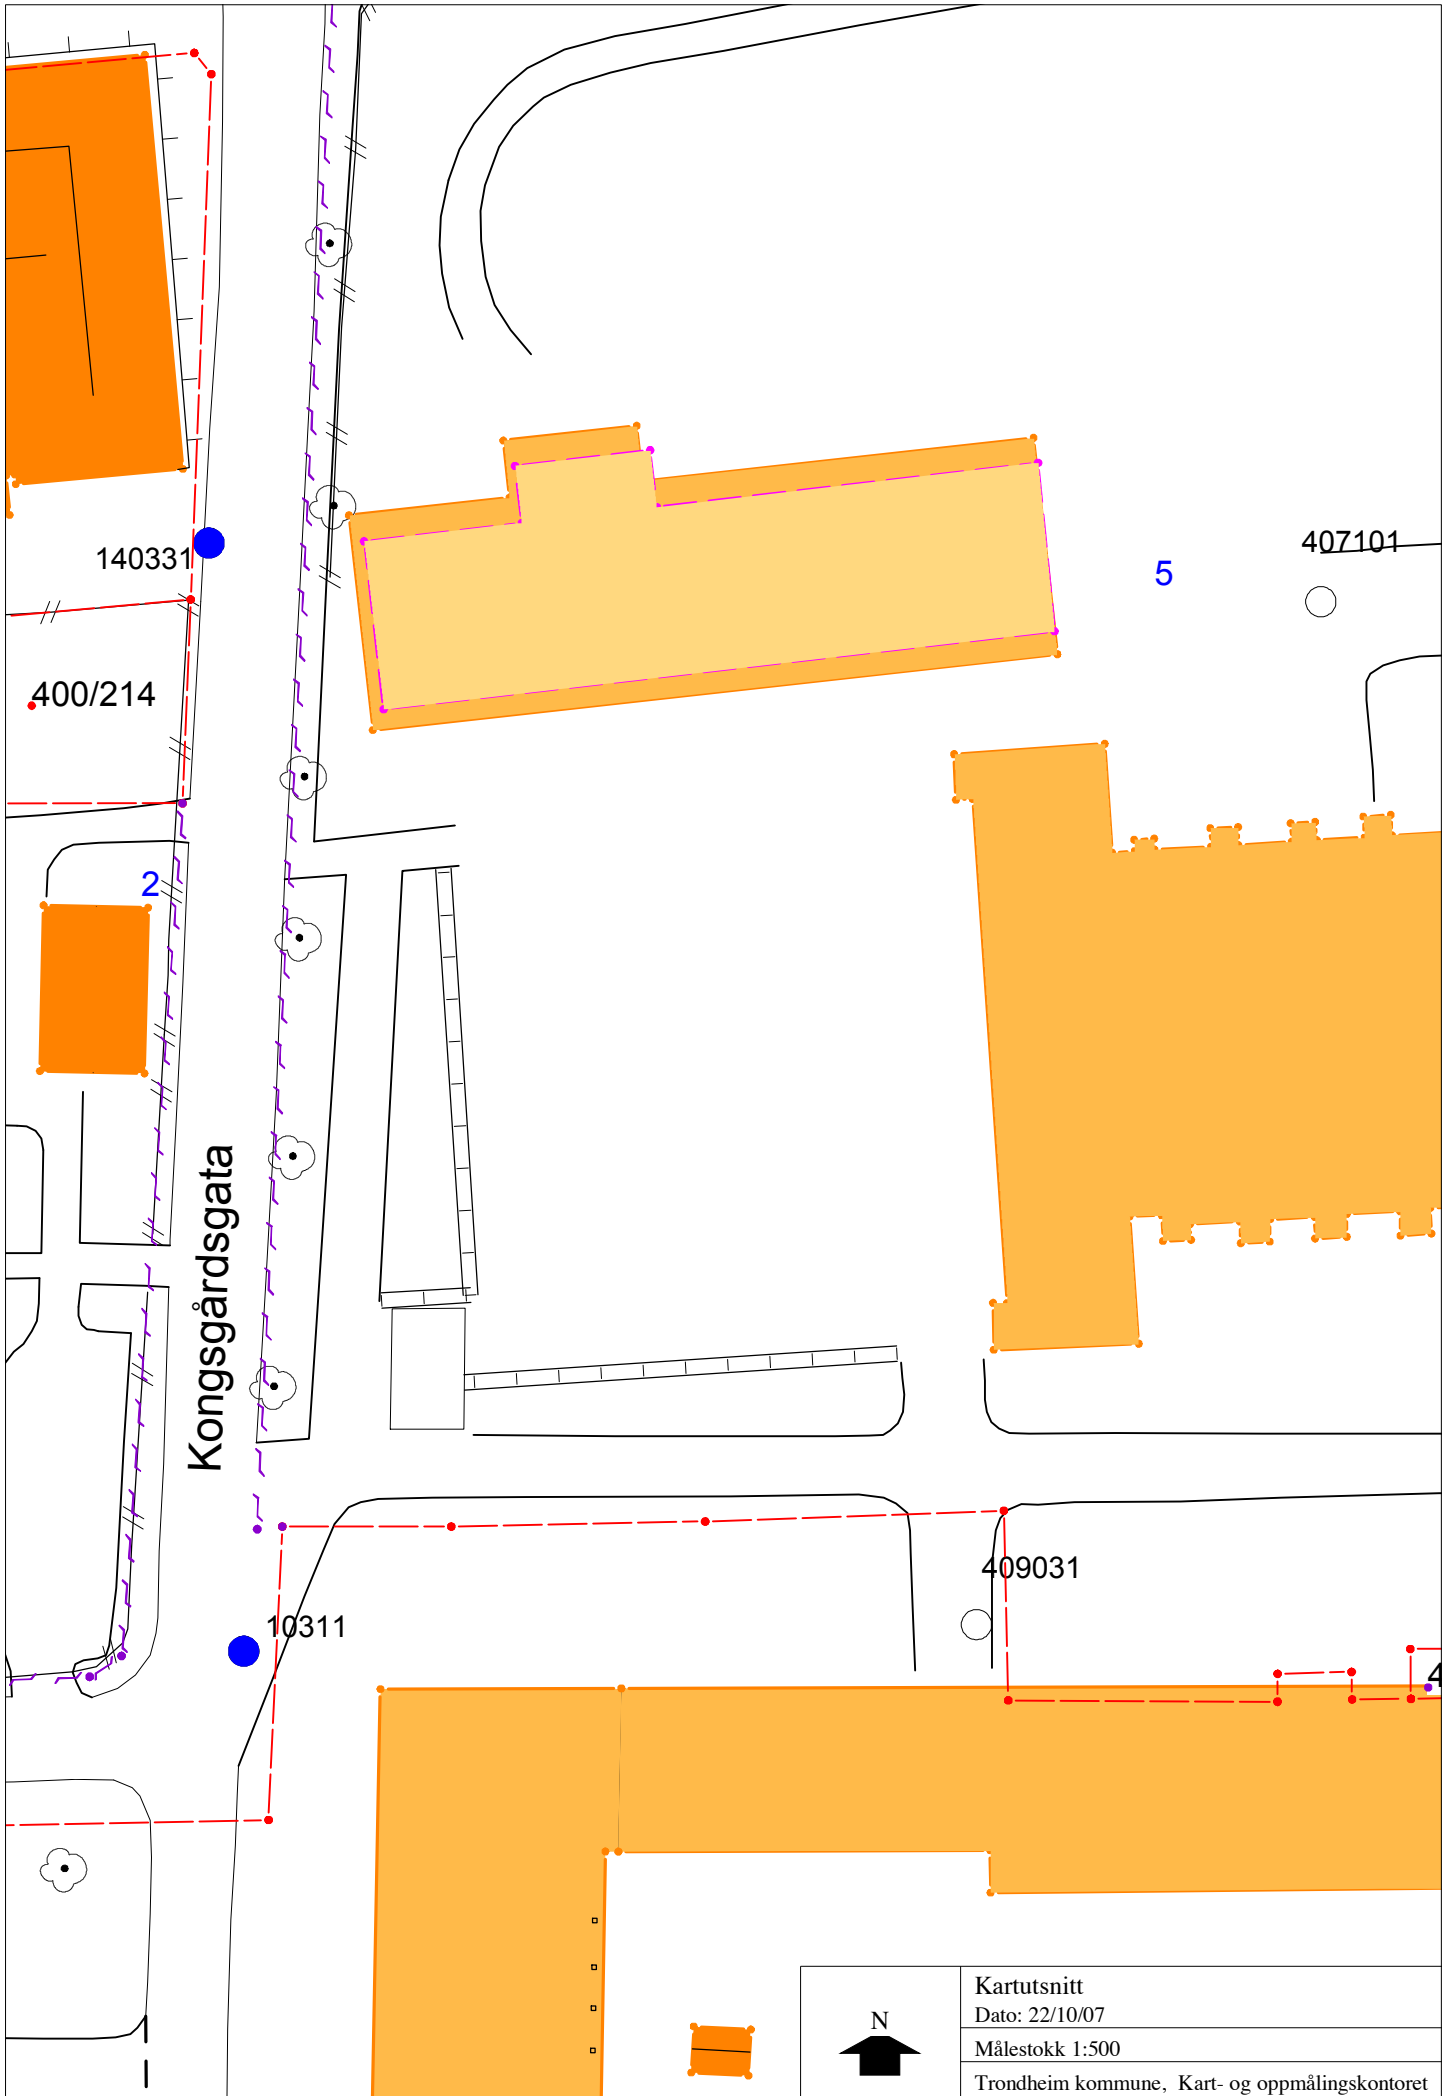 407101
140331
5
400/214
2
Kongsgårdsgata
409031
10311
4
N
Kartutsnitt
Dato: 22/10/07
Målestokk 1:500
Trondheim kommune, Kart- og oppmålingskontoret